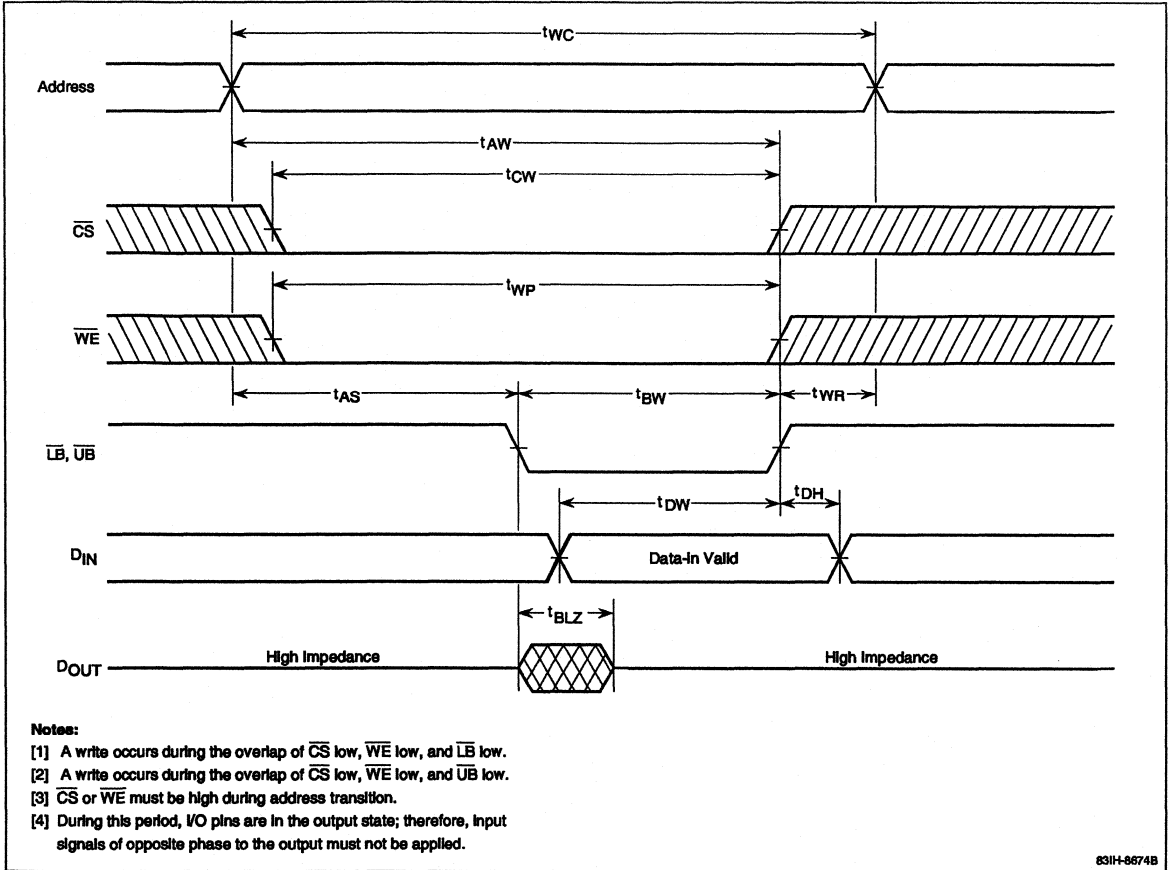 tWC
Address
tAW
tCW
CS
tWP
WE
tAS tBW tWR
LB, UB
tDW tDH
DIN Data-in Valid
tBLZ
DOUT High Impedance High Impedance
Notes:
[1] A write occurs during the overlap of CS low, WE low, and LB low.
[2] A write occurs during the overlap of CS low, WE low, and UB low.
[3] CS or WE must be high during address transition.
[4] During this period, I/O pins are in the output state; therefore, input
signals of opposite phase to the output must not be applied.
83IH-8674B